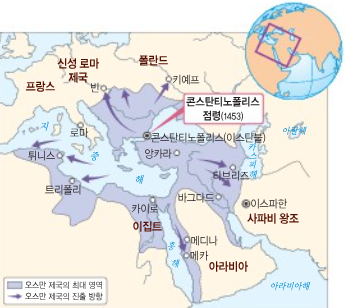 신성 로마
제국
폴란드
프랑스
빈
키예프
콘스탄티노폴리스
점령(1453)
로마
콘스탄티노폴리스(이스탄불)
아랄해
지
중
해
튀니스
앙카라
카스피해
타브리즈
트리폴리
바그다드
이스파한
사파비 왕조
카이로
이집트
홍
해
메디나
메카
아라비아
아라비아해
오스만 제국의 최대 영역
오스만 제국의 진출 방향